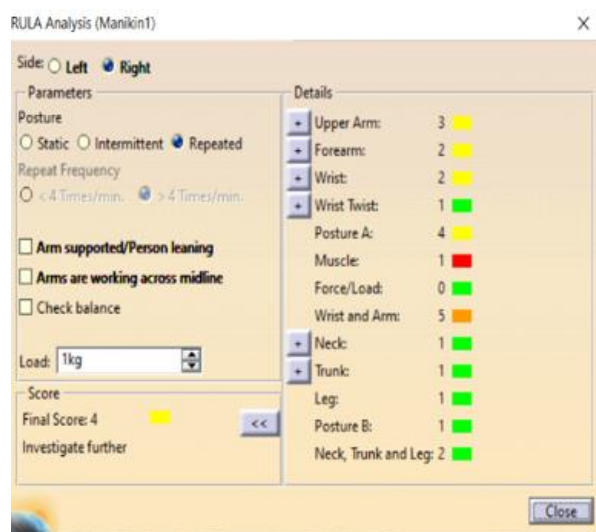 RULA Analysis (Manikin1)
Side: Left Right
Parameters
Posture
Static Intermittent Repeated
Repeat Frequency
< 4 Times/min. > 4 Times/min.
Arm supported/Person leaning
Arms are working across midline
Check balance
Load: 1kg
Score
Final Score: 4
<<
Investigate further
Details
+ Upper Arm: 3
+ Forearm: 2
+ Wrist: 2
+ Wrist Twist: 1
Posture A: 4
Muscle: 1
Force/Load: 0
Wrist and Arm: 5
+ Neck: 1
+ Trunk: 1
Leg: 1
Posture B: 1
Neck, Trunk and Leg: 2
Close